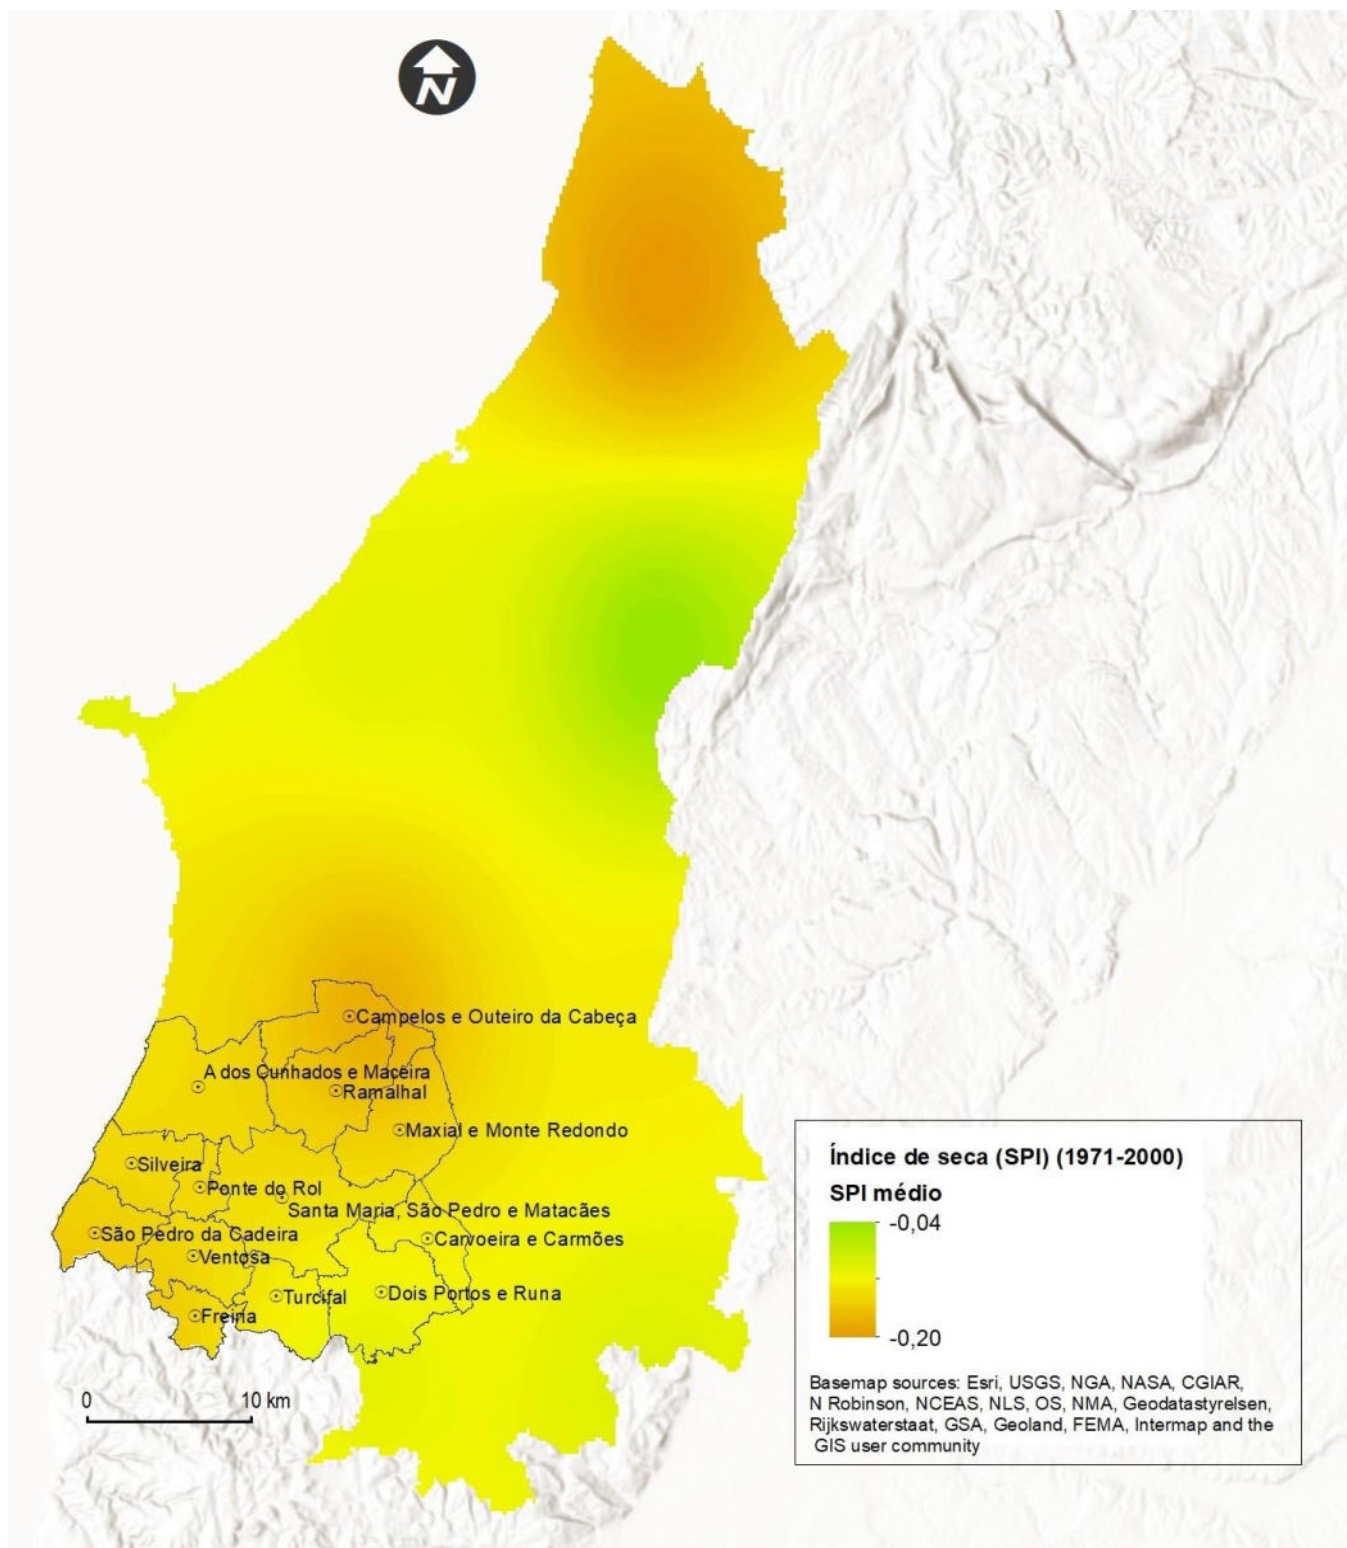 N
Campelos e Outeiro da Cabeça
A dos Cunhados e Maceira
Ramalhal
Maxial e Monte Redondo
Silveira
Ponte do Rol
Santa Maria, São Pedro e Matacães
São Pedro da Cadeira
Carvoeira e Carmões
Ventosa
Dois Portos e Runa
Turcifal
Freiria
0 10 km
Índice de seca (SPI) (1971-2000)
SPI médio
-0,04
-0,20
Basemap sources: Esri, USGS, NGA, NASA, CGIAR,
N Robinson, NCEAS, NLS, OS, NMA, Geodatastyrelsen,
Rijkswaterstaat, GSA, Geoland, FEMA, Intermap and the
GIS user community